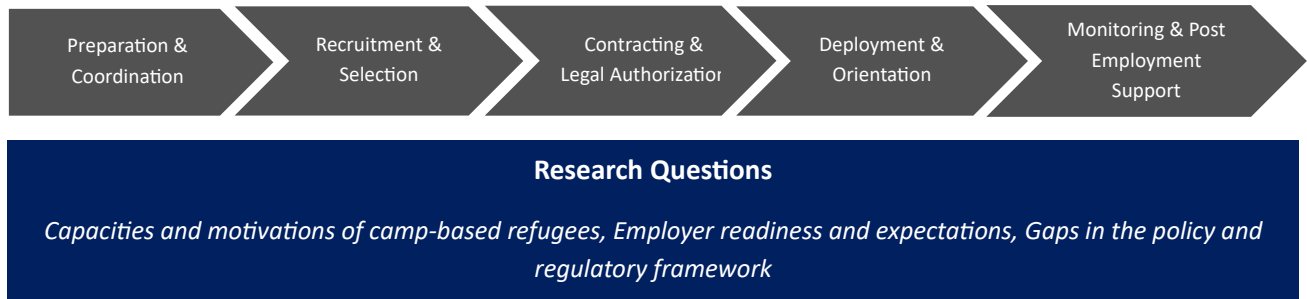 Preparation &
Coordination
Recruitment &
Selection
Contracting &
Legal Authorization
Deployment &
Orientation
Monitoring & Post
Employment
Support
Research Questions
Capacities and motivations of camp-based refugees, Employer readiness and expectations, Gaps in the policy and
regulatory framework